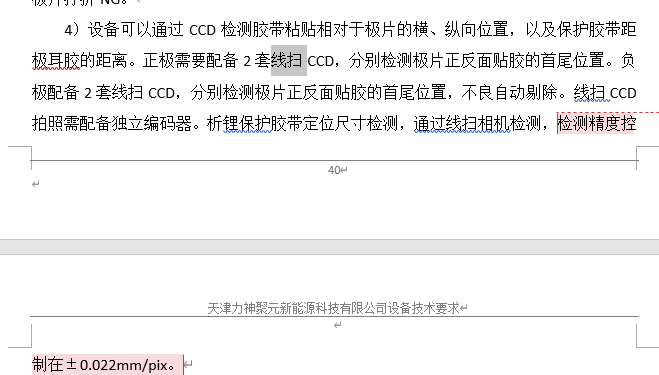 4）设备可以通过 CCD 检测胶带粘贴相对于极片的横、纵向位置，以及保护胶带距
极耳胶的距离。正极需要配备 2 套线扫 CCD，分别检测极片正反面贴胶的首尾位置。负
极配备 2 套线扫 CCD，分别检测极片正反面贴胶的首尾位置，不良自动剔除。线扫 CCD
拍照需配备独立编码器。析锂保护胶带定位尺寸检测，通过线扫相机检测，检测精度控
40
天津力神聚元新能源科技有限公司设备技术要求
制在±0.022mm/pix。